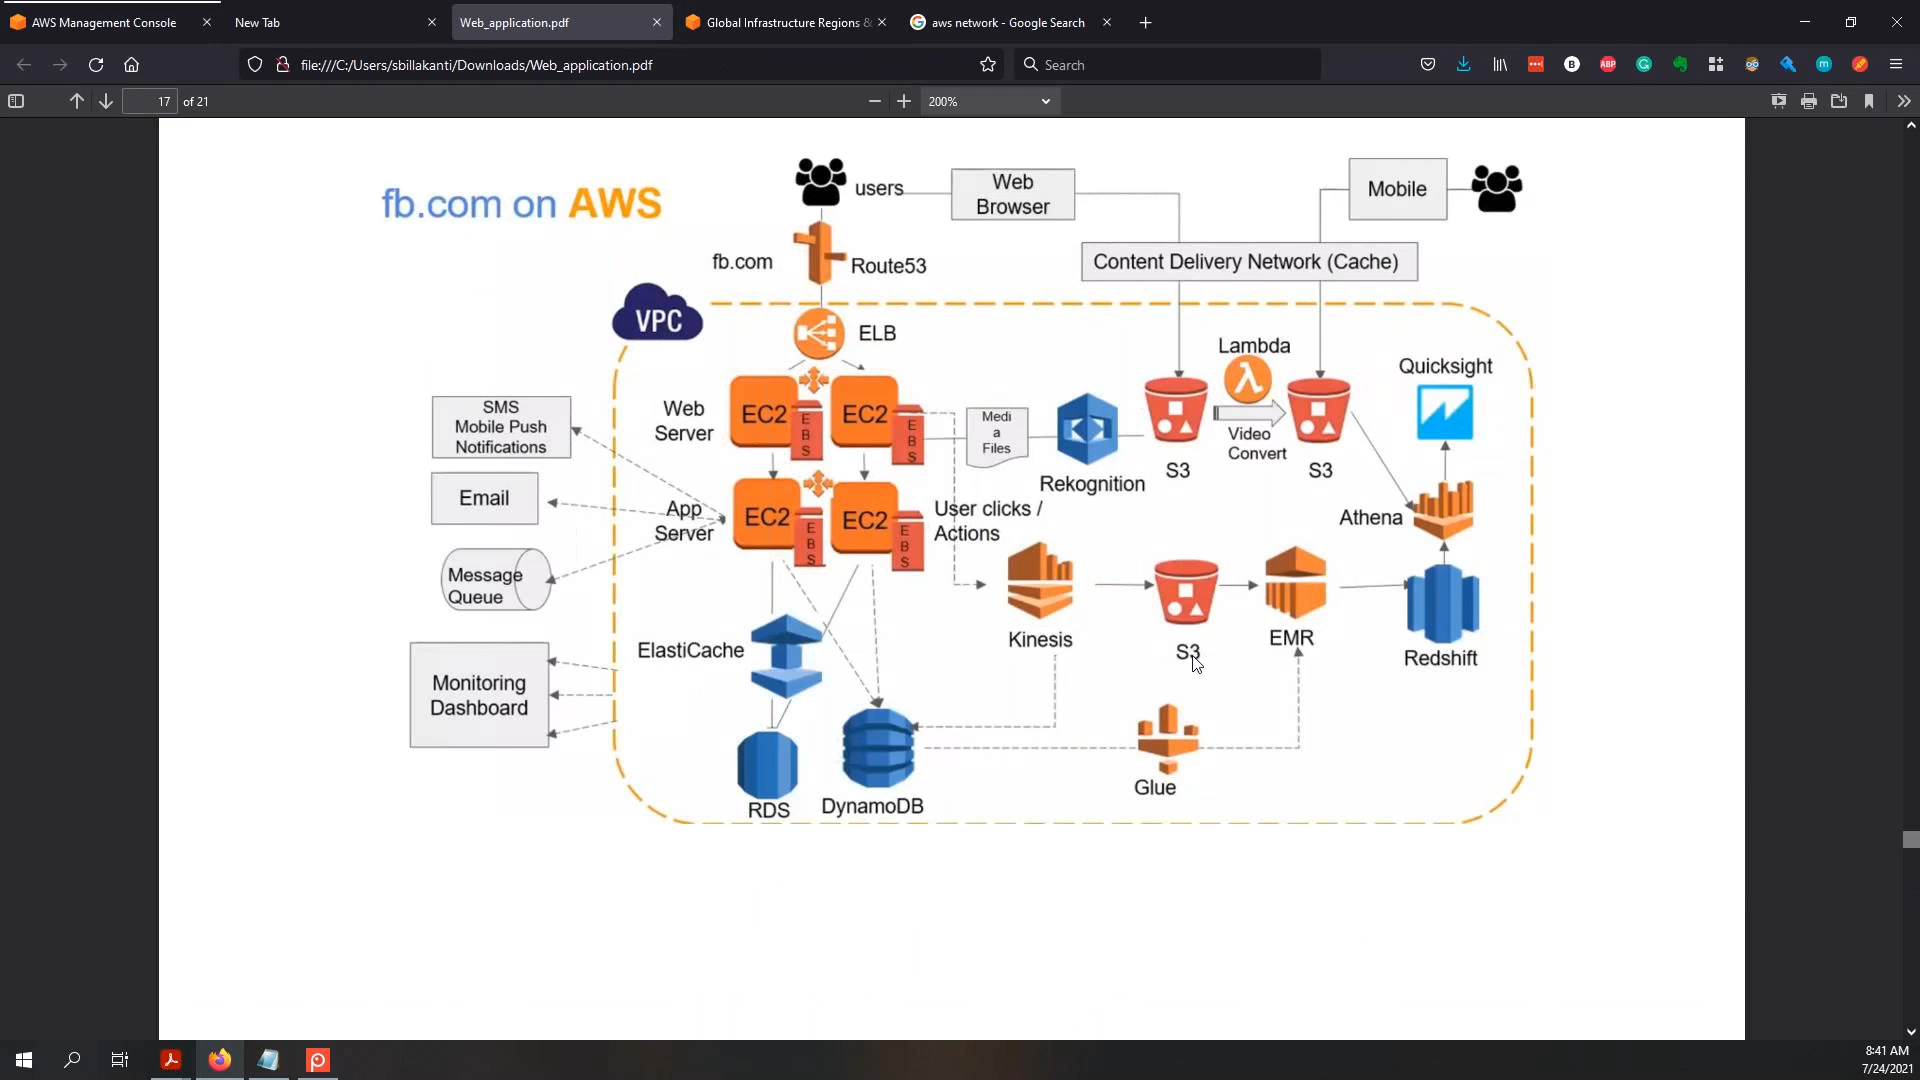 AWS Management Console
New Tab
Web_application.pdf
Global Infrastructure Regions &
aws network - Google Search
file:///C:/Users/sbillakanti/Downloads/Web_application.pdf
Search
17 of 21
200%
fb.com on AWS
users
Web
Browser
Mobile
fb.com
Route53
Content Delivery Network (Cache)
VPC
ELB
Lambda
Quicksight
SMS
Mobile Push
Notifications
Web
Server
EC2
EBS
EC2
EBS
Medi
a
Files
Rekognition
S3
Video
Convert
S3
Email
App
Server
EC2
EBS
EC2
EBS
User clicks /
Actions
Athena
Message
Queue
Kinesis
S3
EMR
Redshift
ElastiCache
Monitoring
Dashboard
RDS
DynamoDB
Glue
8:41 AM
7/24/2021